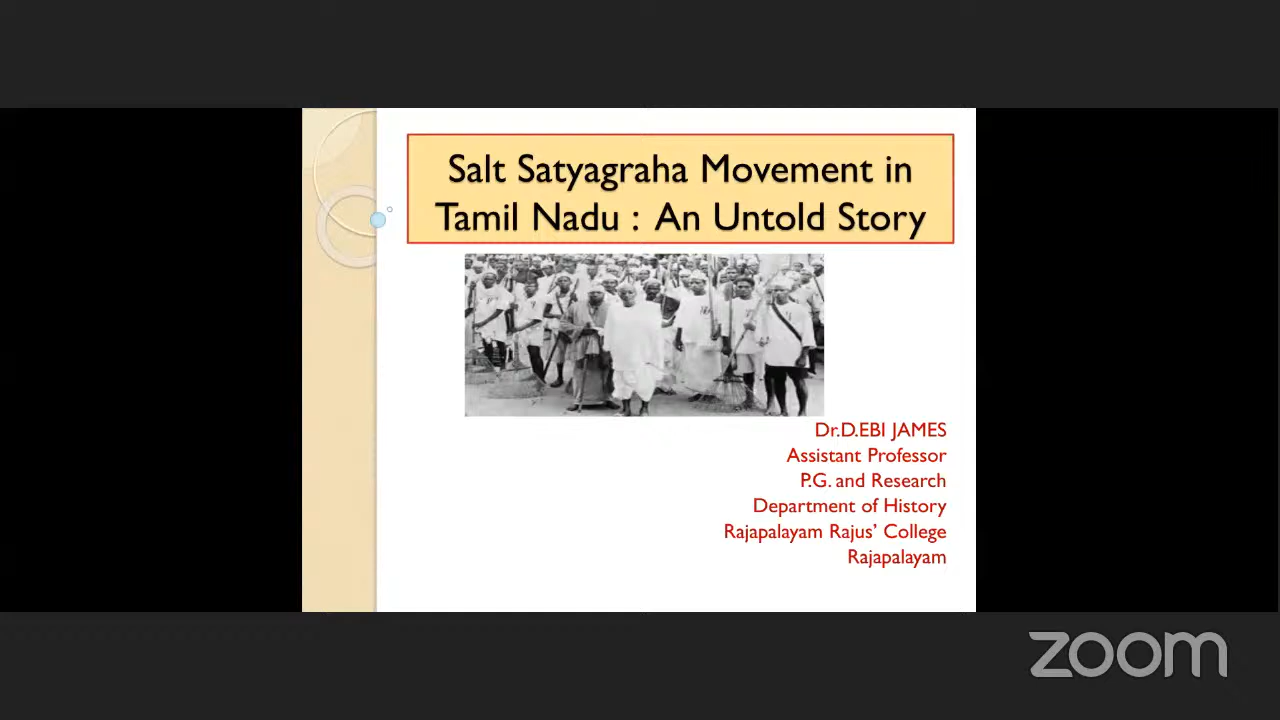 Salt Satyagraha Movement in
Tamil Nadu : An Untold Story
Dr.D.EBI JAMES
Assistant Professor
P.G. and Research
Department of History
Rajapalayam Rajus’ College
Rajapalayam
zoom